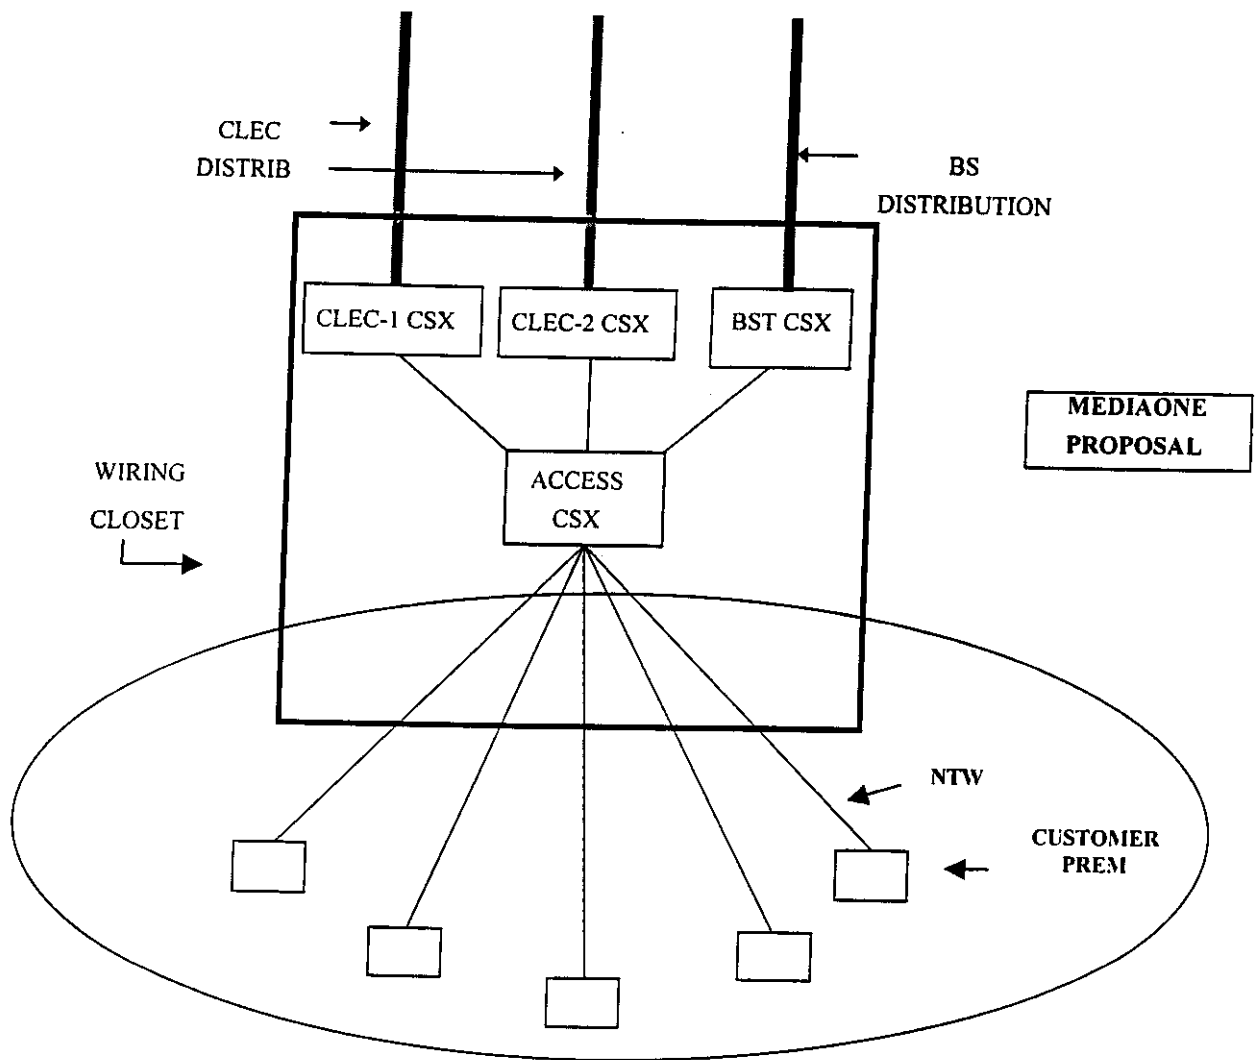 CLEC
DISTRIB
BS
DISTRIBUTION
CLEC-1 CSX
CLEC-2 CSX
BST CSX
MEDIAONE
PROPOSAL
WIRING
CLOSET
ACCESS
CSX
NTW
CUSTOMER
PREM